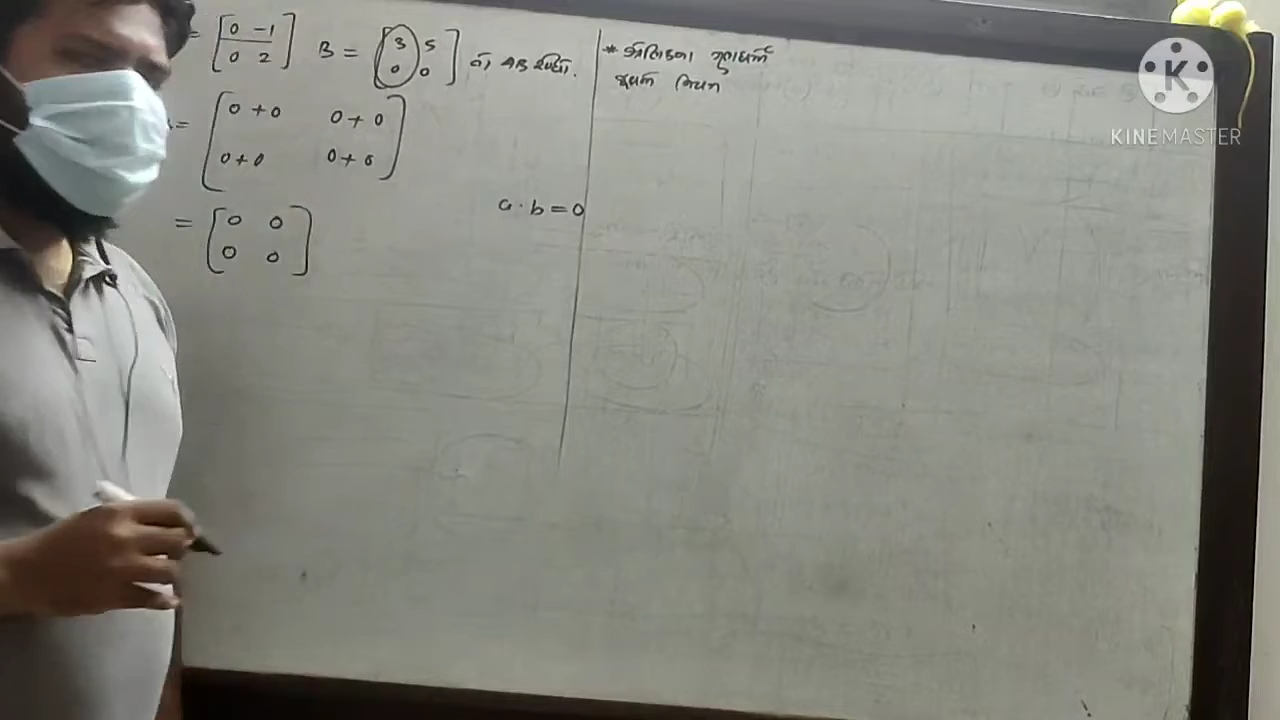 = [ 0 -1
0 2 ] B = [ 3 5
0 0 ] તો AB શોધો.
= [ 0 + 0 0 + 0
0 + 0 0 + 0 ]
= [ 0 0
0 0 ]
a · b = 0
* શ્રેણિકના ગુણાકાર
K
KINEMASTER